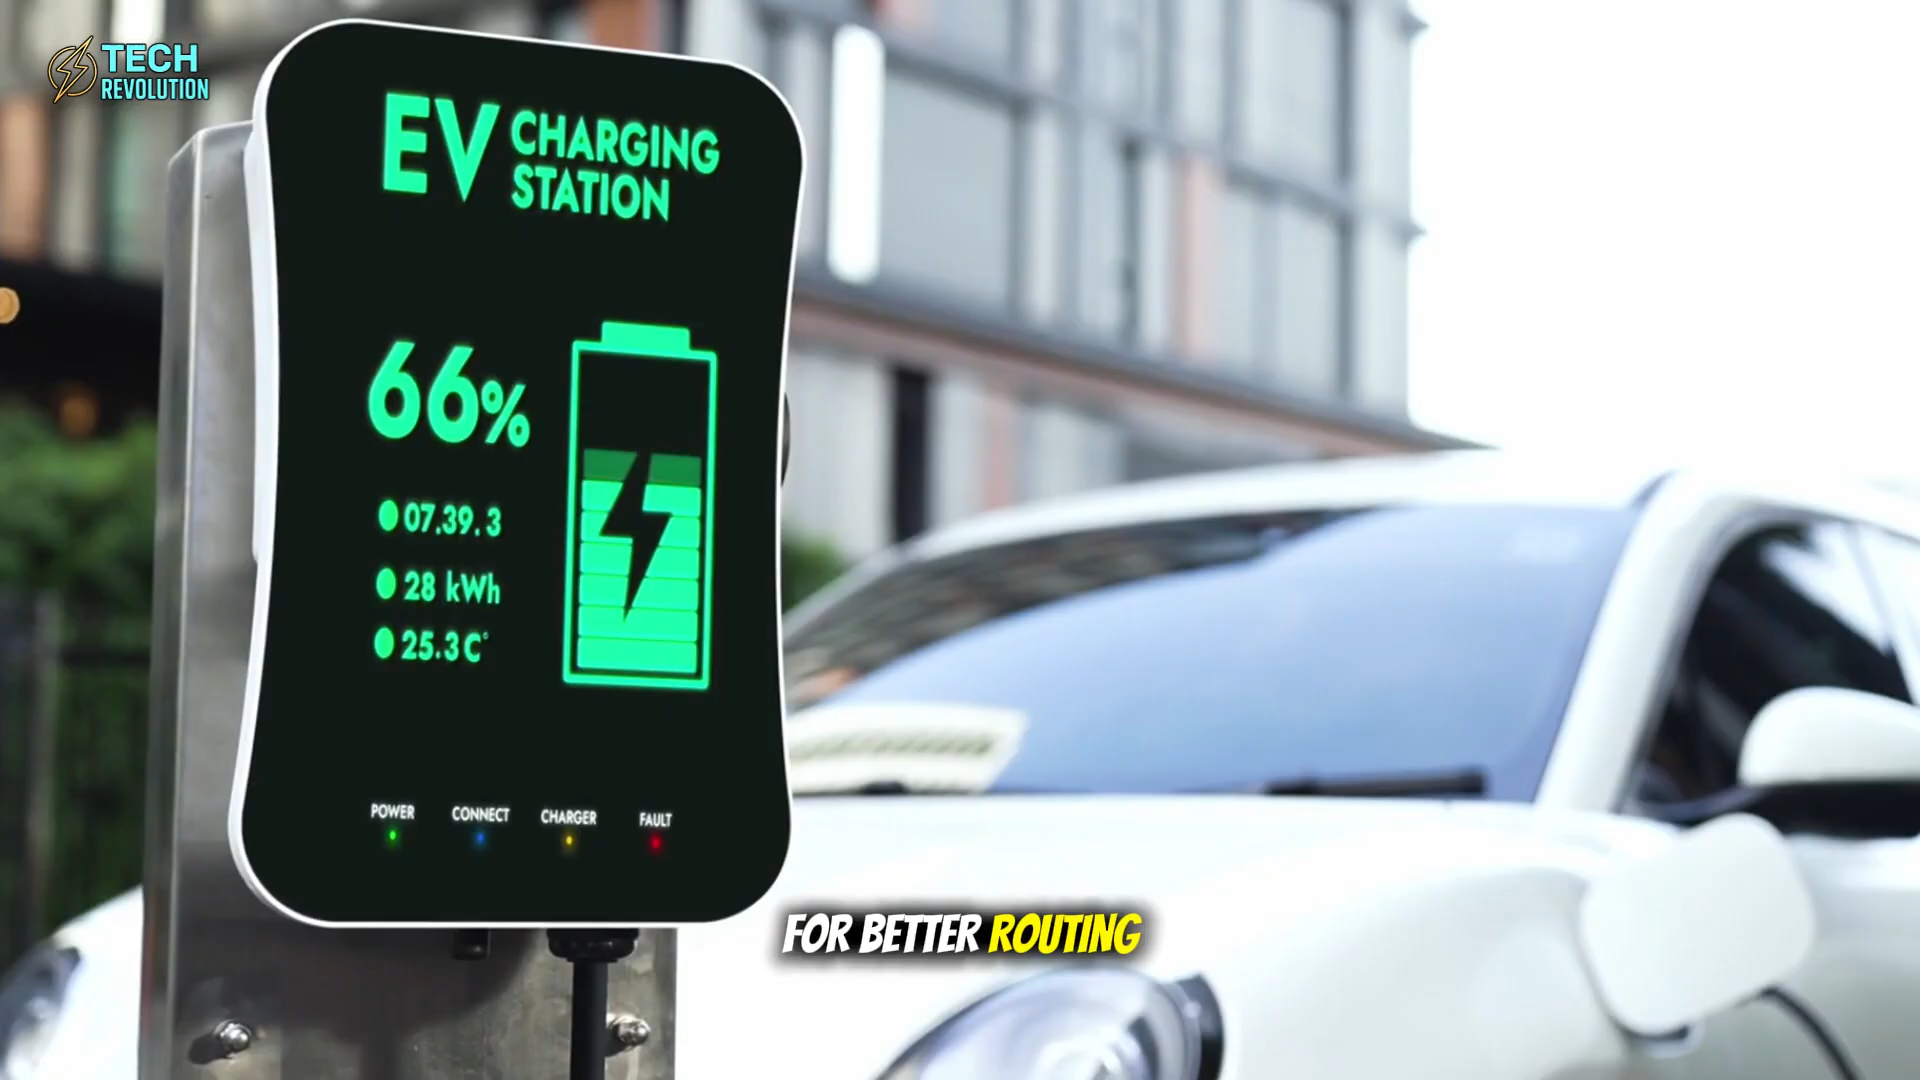 TECH
REVOLUTION
EV CHARGING
STATION
66%
07.39.3
28 kWh
25.3C°
POWER CONNECT CHARGER FAULT
FOR BETTER ROUTING